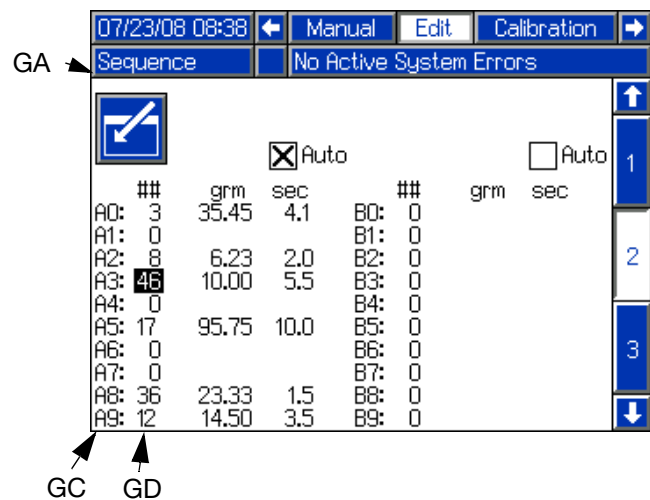 07/23/08 08:38 Manual Edit Calibration
GA Sequence No Active System Errors
Auto Auto 1
## grm sec ## grm sec
A0: 3 35.45 4.1 B0: 0
A1: 0 B1: 0
A2: 8 6.23 2.0 B2: 0 2
A3: 46 10.00 5.5 B3: 0
A4: 0 B4: 0
A5: 17 95.75 10.0 B5: 0
A6: 0 B6: 0 3
A7: 0 B7: 0
A8: 36 23.33 1.5 B8: 0
A9: 12 14.50 3.5 B9: 0
GC GD